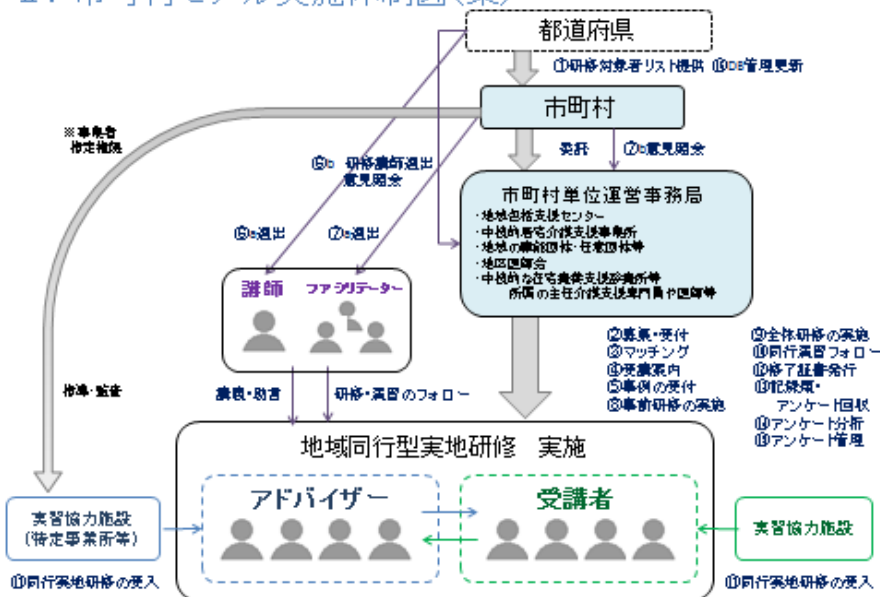 都道府県
①研修対象者リスト提供 ⑯DB管理更新
市町村
※事業者
指定権限
委託
⑦b意見照会
⑥b 研修講師選出
意見照会
市町村単位運営事務局
・地域包括支援センター
・中核的居宅介護支援事業所
・地域の職能団体・任意団体等
・地区医師会
・中核的な在宅療養支援診療所等
所属の主任介護支援専門員や医師等
⑥a選出
⑦a選出
講師
ファシリテーター
②募集・受付
③マッチング
④受講案内
⑤事例の受付
⑧事前研修の実施
⑨全体研修の実施
⑩同行演習フォロー
⑫修了証書発行
⑬記録類・
アンケート回収
⑭アンケート分析
⑮アンケート管理
指導・監査
講義・助言
研修・演習のフォロー
地域同行型実地研修 実施
アドバイザー
受講者
実習協力施設
(特定事業所等)
実習協力施設
⑪同行実地研修の受入
⑪同行実地研修の受入